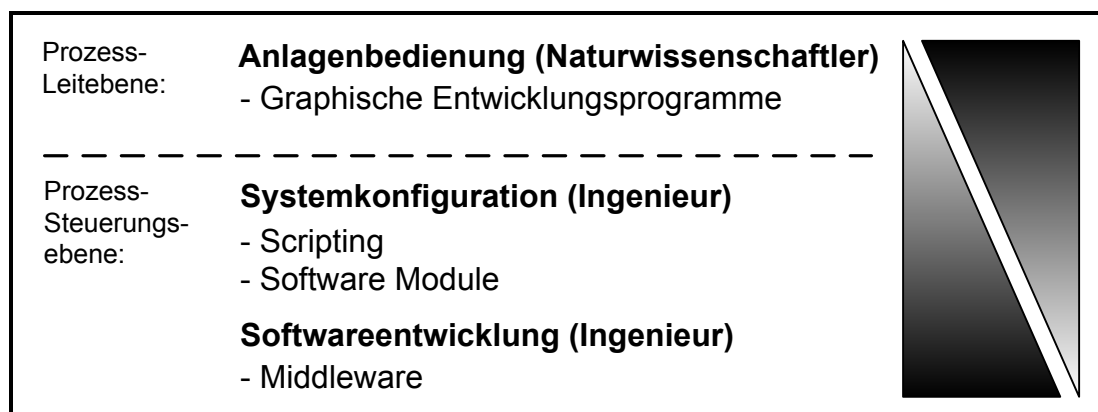 Prozess-
Leitebene:
Anlagenbedienung (Naturwissenschaftler)
- Graphische Entwicklungsprogramme
Prozess-
Steuerungs-
ebene:
Systemkonfiguration (Ingenieur)
- Scripting
- Software Module
Softwareentwicklung (Ingenieur)
- Middleware